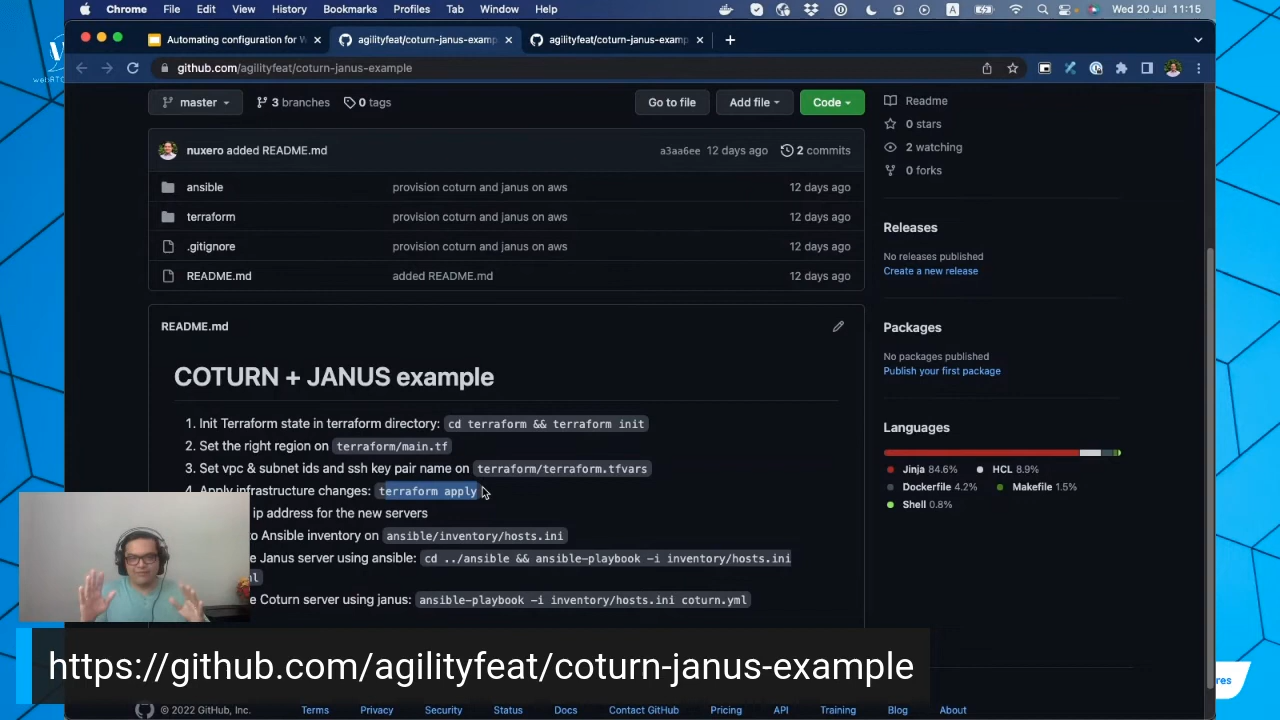 Chrome File Edit View History Bookmarks Profiles Tab Window Help A Wed 20 Jul 11:15
Automating configuration for
agilityfeat/coturn-janus-examp
agilityfeat/coturn-janus-examp
github.com/agilityfeat/coturn-janus-example
master
3 branches
0 tags
Go to file
Add file
Code
nuxero added README.md
a3aa6ee 12 days ago
2 commits
ansible provision coturn and janus on aws 12 days ago
terraform provision coturn and janus on aws 12 days ago
.gitignore provision coturn and janus on aws 12 days ago
README.md added README.md 12 days ago
README.md
COTURN + JANUS example
1. Init Terraform state in terraform directory: cd terraform && terraform init
2. Set the right region on terraform/main.tf
3. Set vpc & subnet ids and ssh key pair name on terraform/terraform.tfvars
4. Apply infrastructure changes: terraform apply
ip address for the new servers
to Ansible inventory on ansible/inventory/hosts.ini
e Janus server using ansible: cd ../ansible && ansible-playbook -i inventory/hosts.ini
e Coturn server using janus: ansible-playbook -i inventory/hosts.ini coturn.yml
Readme
0 stars
2 watching
0 forks
Releases
No releases published
Create a new release
Packages
No packages published
Publish your first package
Languages
Jinja 84.6% HCL 8.9%
Dockerfile 4.2% Makefile 1.5%
Shell 0.8%
https://github.com/agilityfeat/coturn-janus-example
© 2022 GitHub, Inc. Terms Privacy Security Status Docs Contact GitHub Pricing API Training Blog About